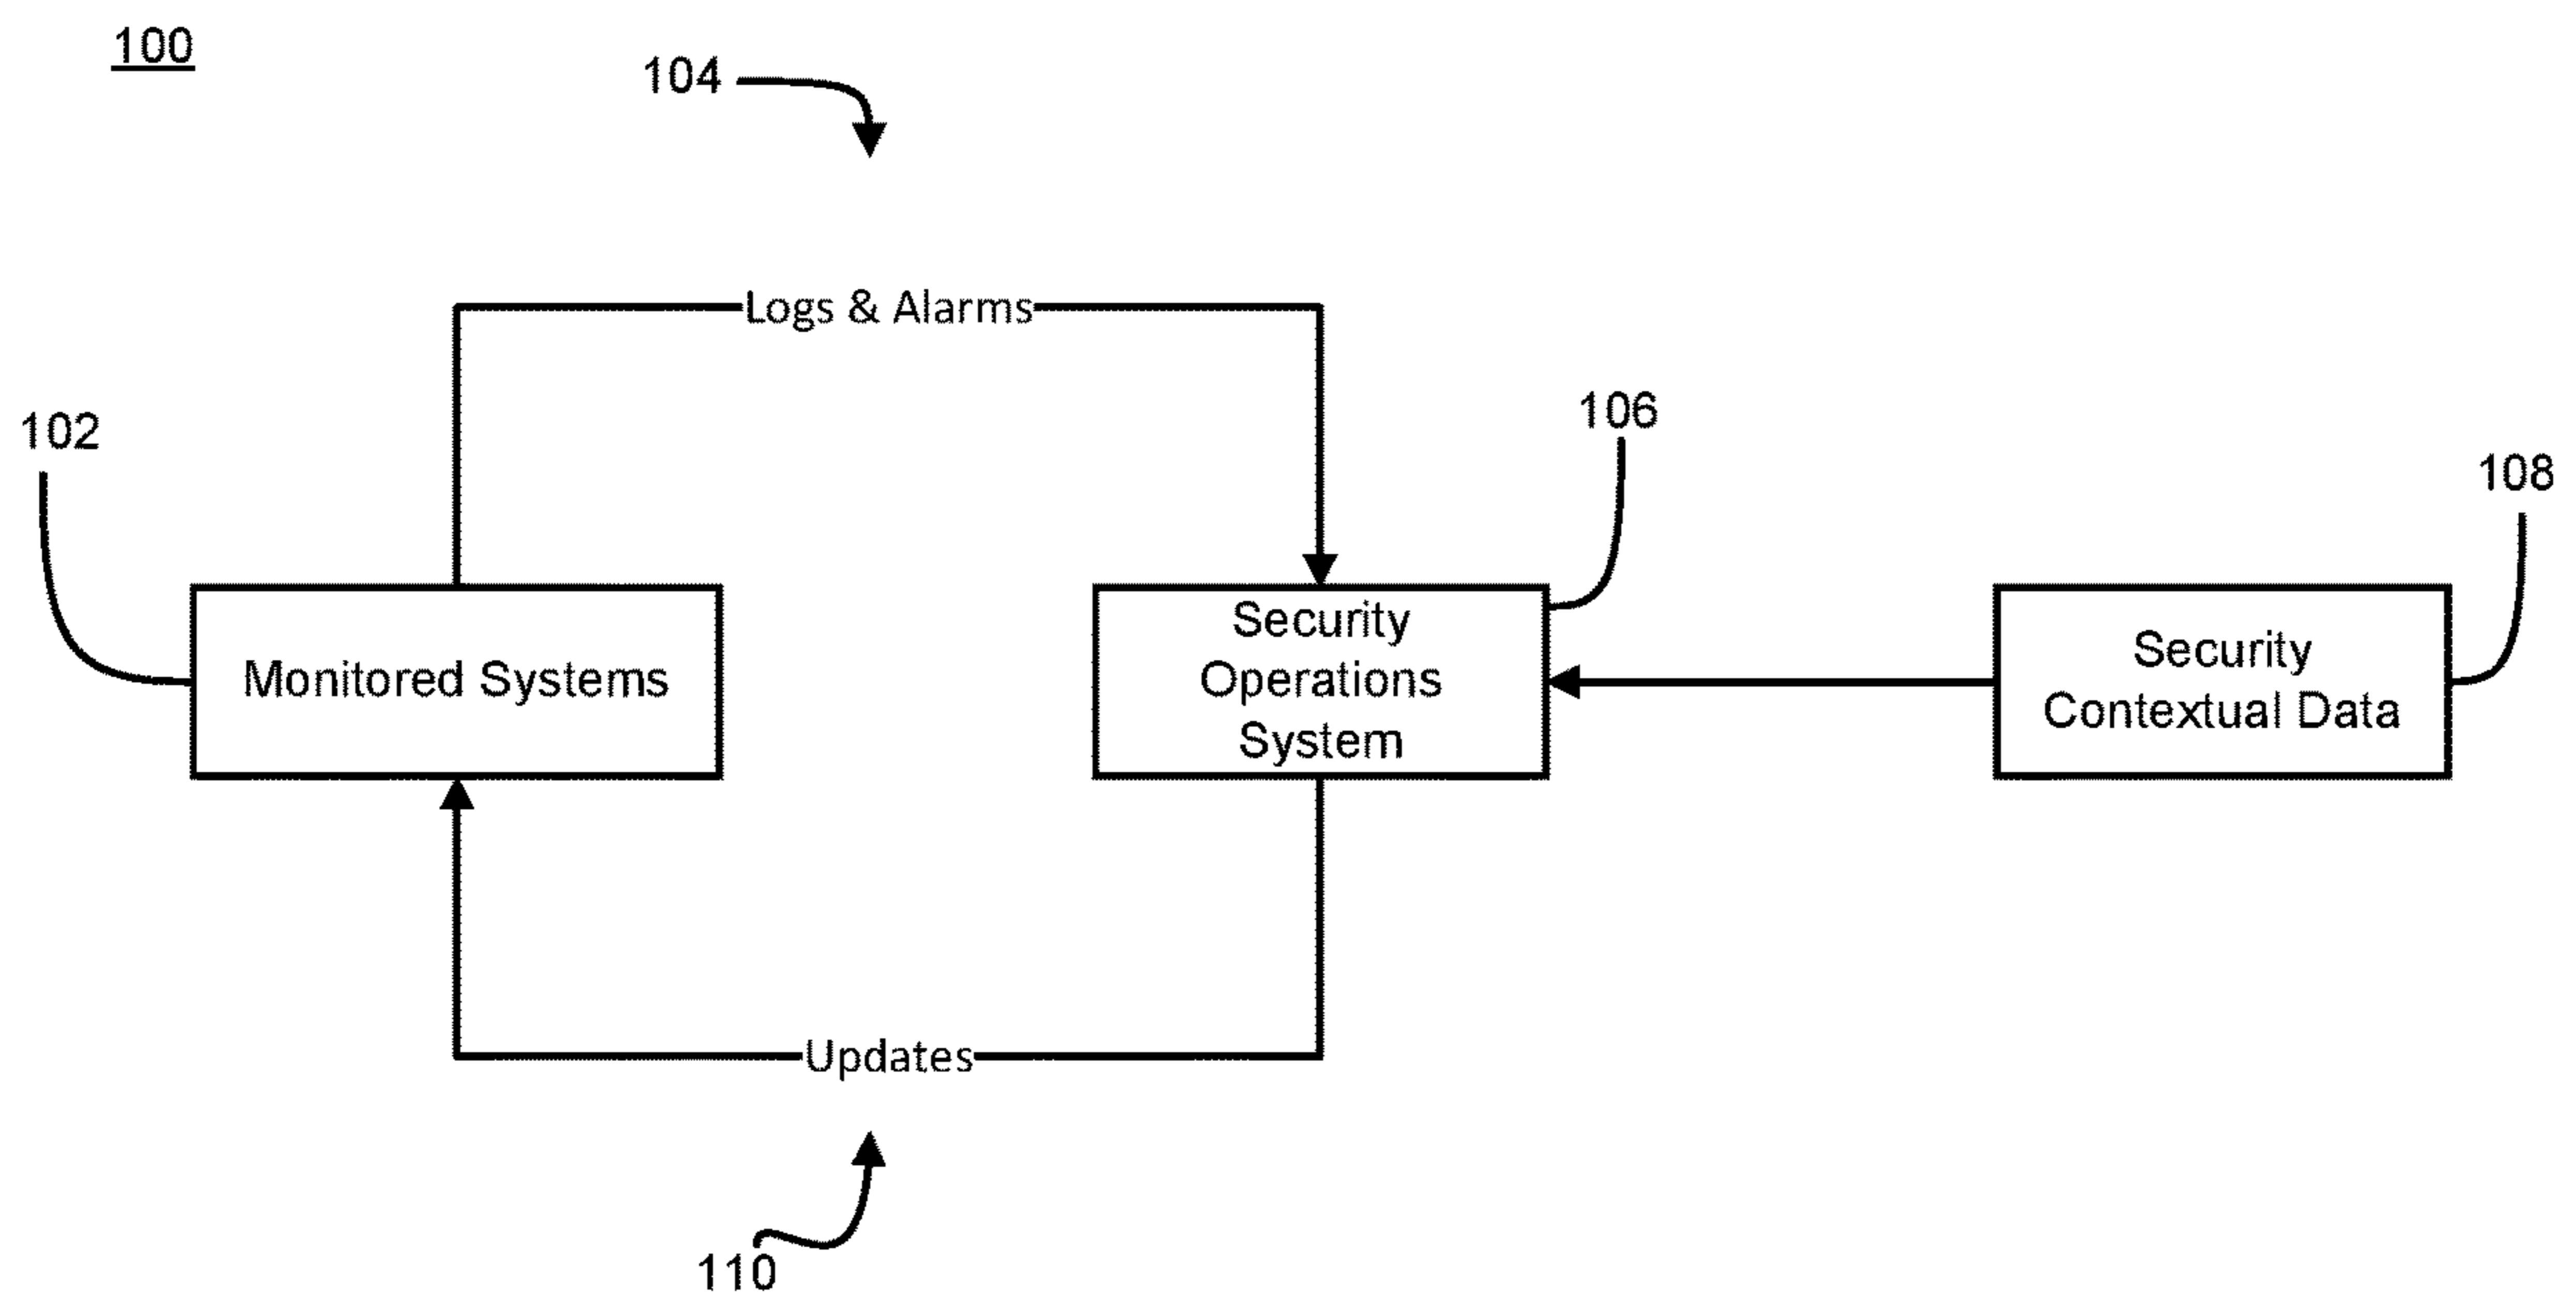 100
104
Logs & Alarms
102
106
108
Monitored Systems
Security
Operations
System
Security
Contextual Data
Updates
110